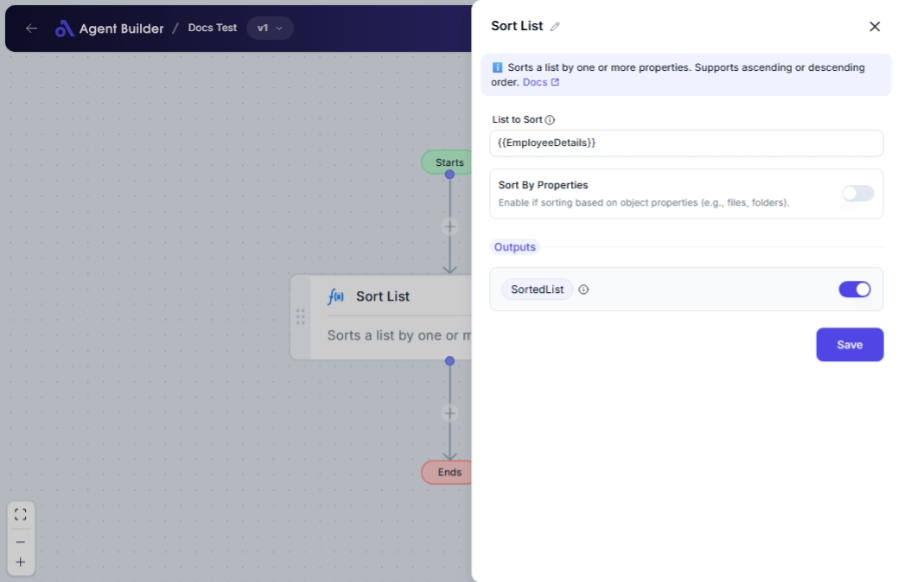 Agent Builder / Docs Test v1
Starts
Sort List
Sorts a list by one or m
Ends
Sort List
Sorts a list by one or more properties. Supports ascending or descending
order. Docs
List to Sort
{{EmployeeDetails}}
Sort By Properties
Enable if sorting based on object properties (e.g., files, folders).
Outputs
SortedList
Save